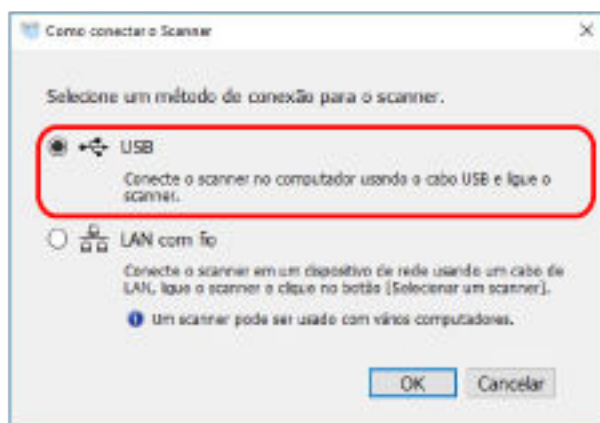 Como conectar o Scanner
Selecione um método de conexão para o scanner.
USB
Conecte o scanner no computador usando o cabo USB e ligue o
scanner.
LAN com fio
Conecte o scanner em um dispositivo de rede usando um cabo de
LAN, ligue o scanner e clique no botão [Selecionar um scanner].
Um scanner pode ser usado com vários computadores.
OK Cancelar